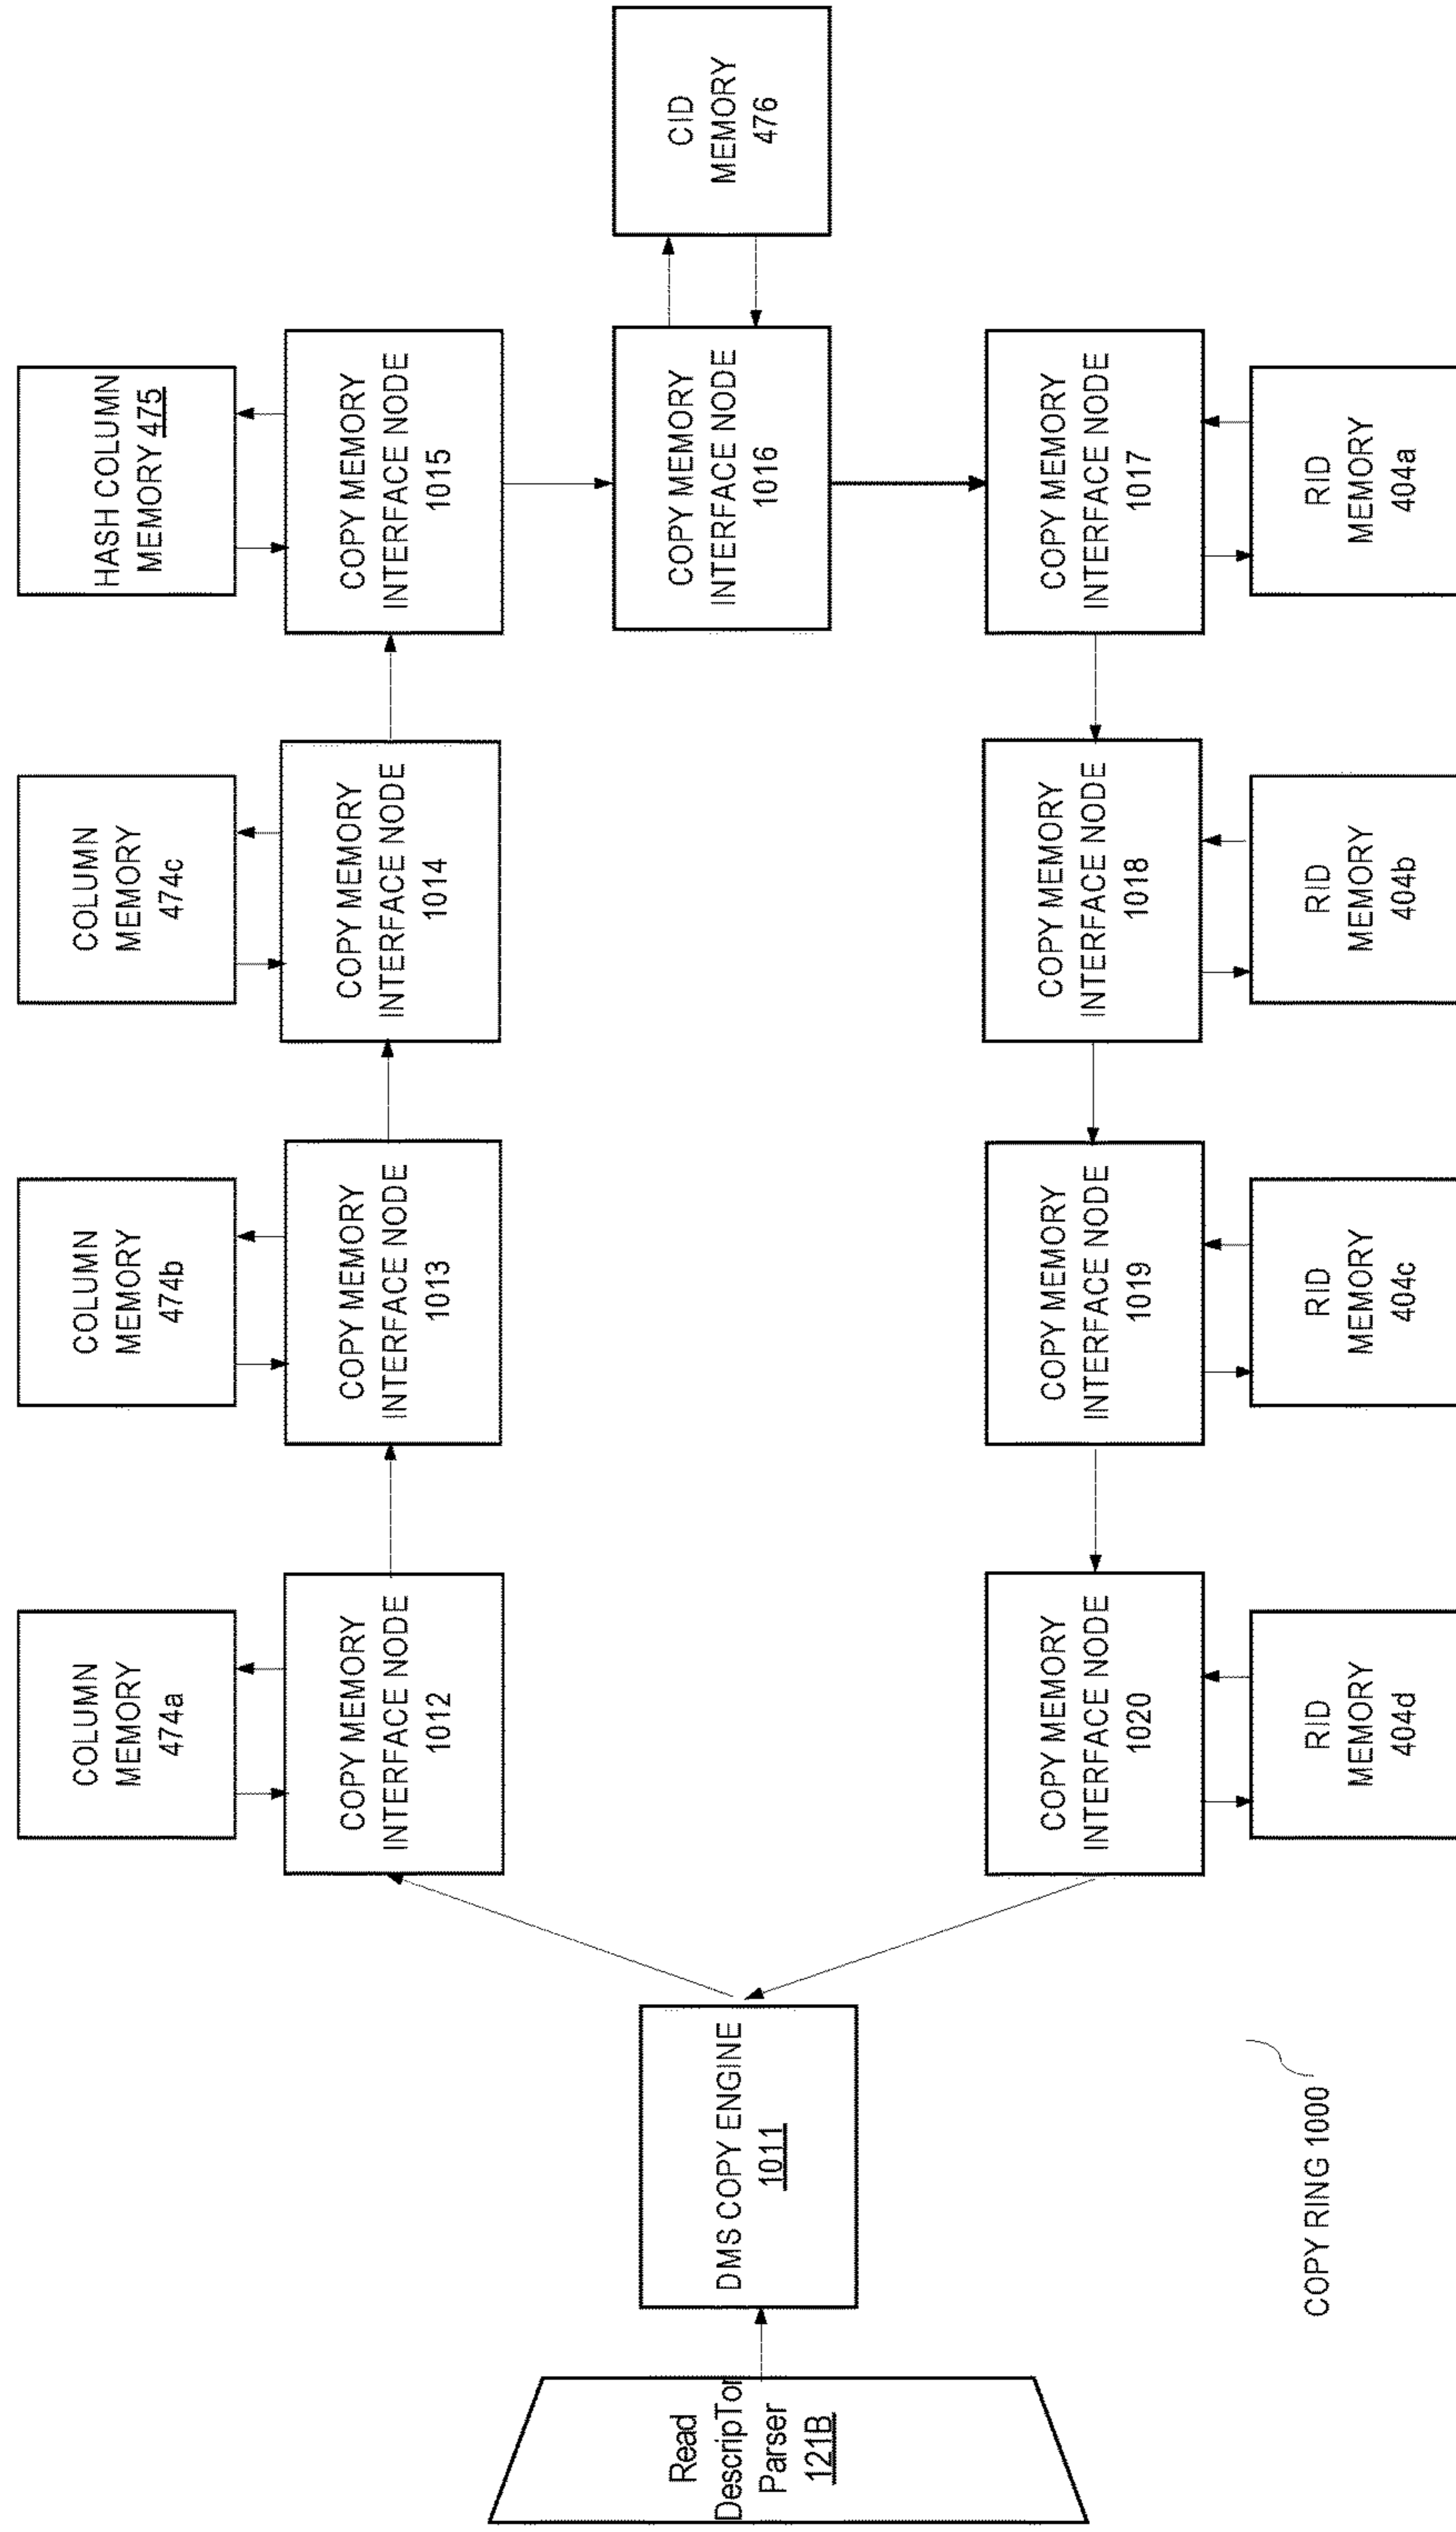 COLUMN
MEMORY
474a
COLUMN
MEMORY
474b
COLUMN
MEMORY
474c
HASH COLUMN
MEMORY 475
COPY MEMORY
INTERFACE NODE
1012
COPY MEMORY
INTERFACE NODE
1013
COPY MEMORY
INTERFACE NODE
1014
COPY MEMORY
INTERFACE NODE
1015
Read
DescripTor
Parser
121B
DMS COPY ENGINE
1011
COPY MEMORY
INTERFACE NODE
1016
CID
MEMORY
476
COPY MEMORY
INTERFACE NODE
1020
COPY MEMORY
INTERFACE NODE
1019
COPY MEMORY
INTERFACE NODE
1018
COPY MEMORY
INTERFACE NODE
1017
COPY RING 1000
RID
MEMORY
404d
RID
MEMORY
404c
RID
MEMORY
404b
RID
MEMORY
404a